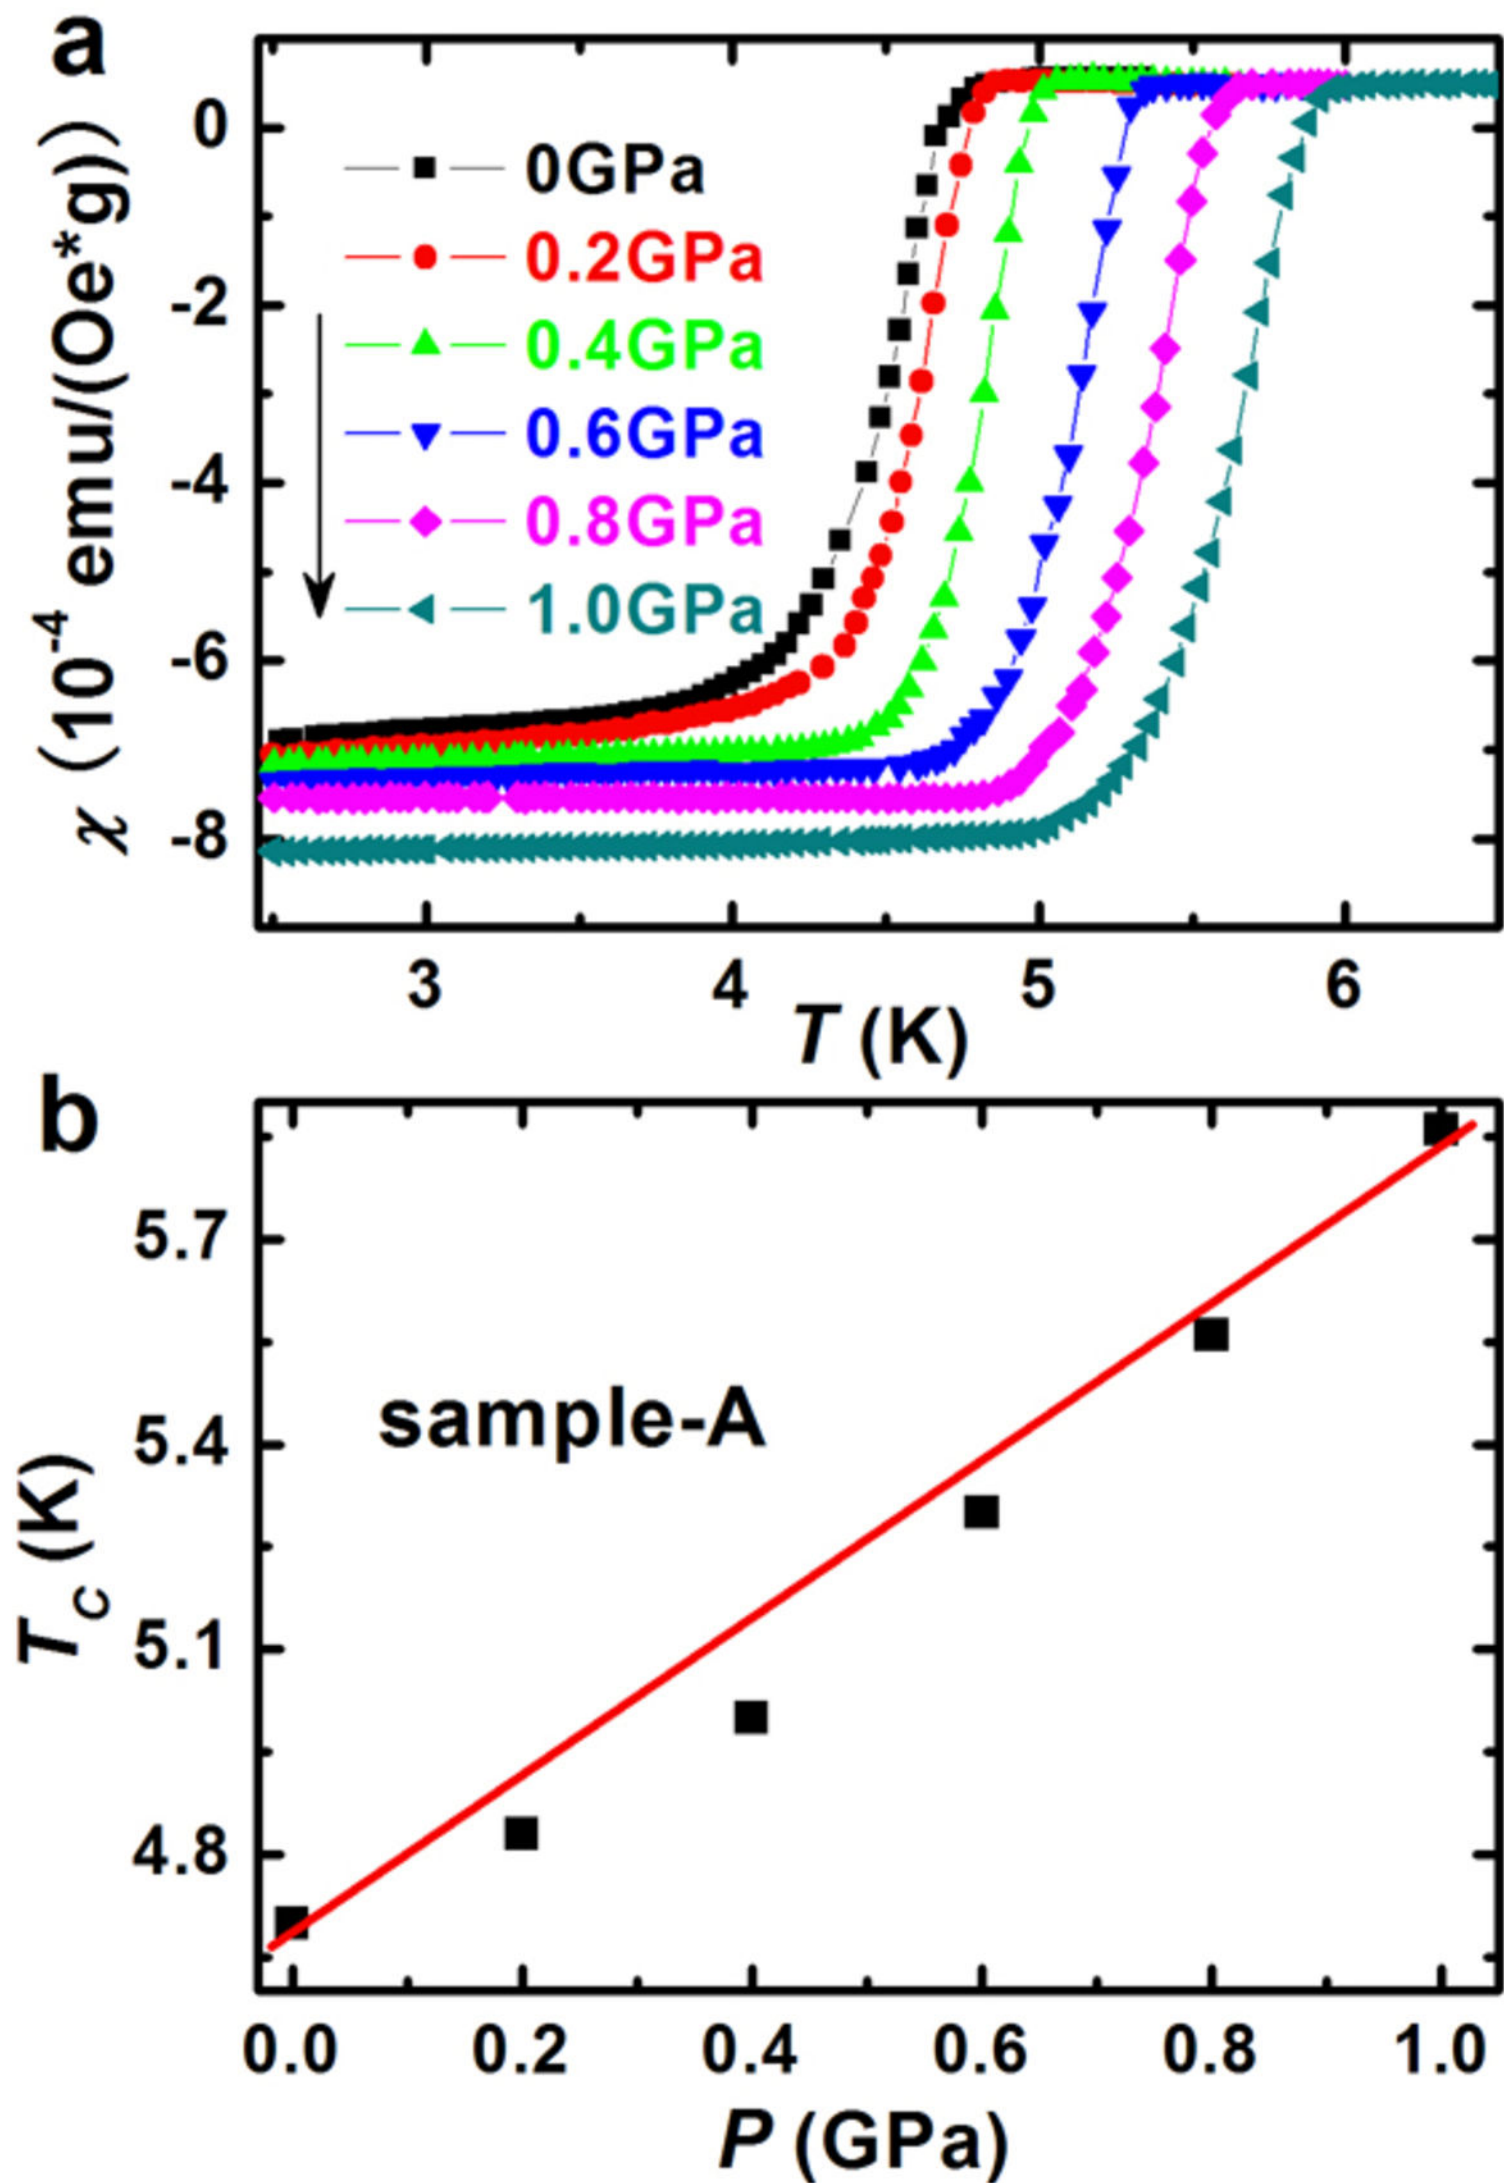 a
χ (10-4 emu/(Oe*g))
0
-2
-4
-6
-8
0GPa
0.2GPa
0.4GPa
0.6GPa
0.8GPa
1.0GPa
3 4 5 6
T (K)
b
Tc (K)
5.7
5.4
5.1
4.8
sample-A
0.0 0.2 0.4 0.6 0.8 1.0
P (GPa)